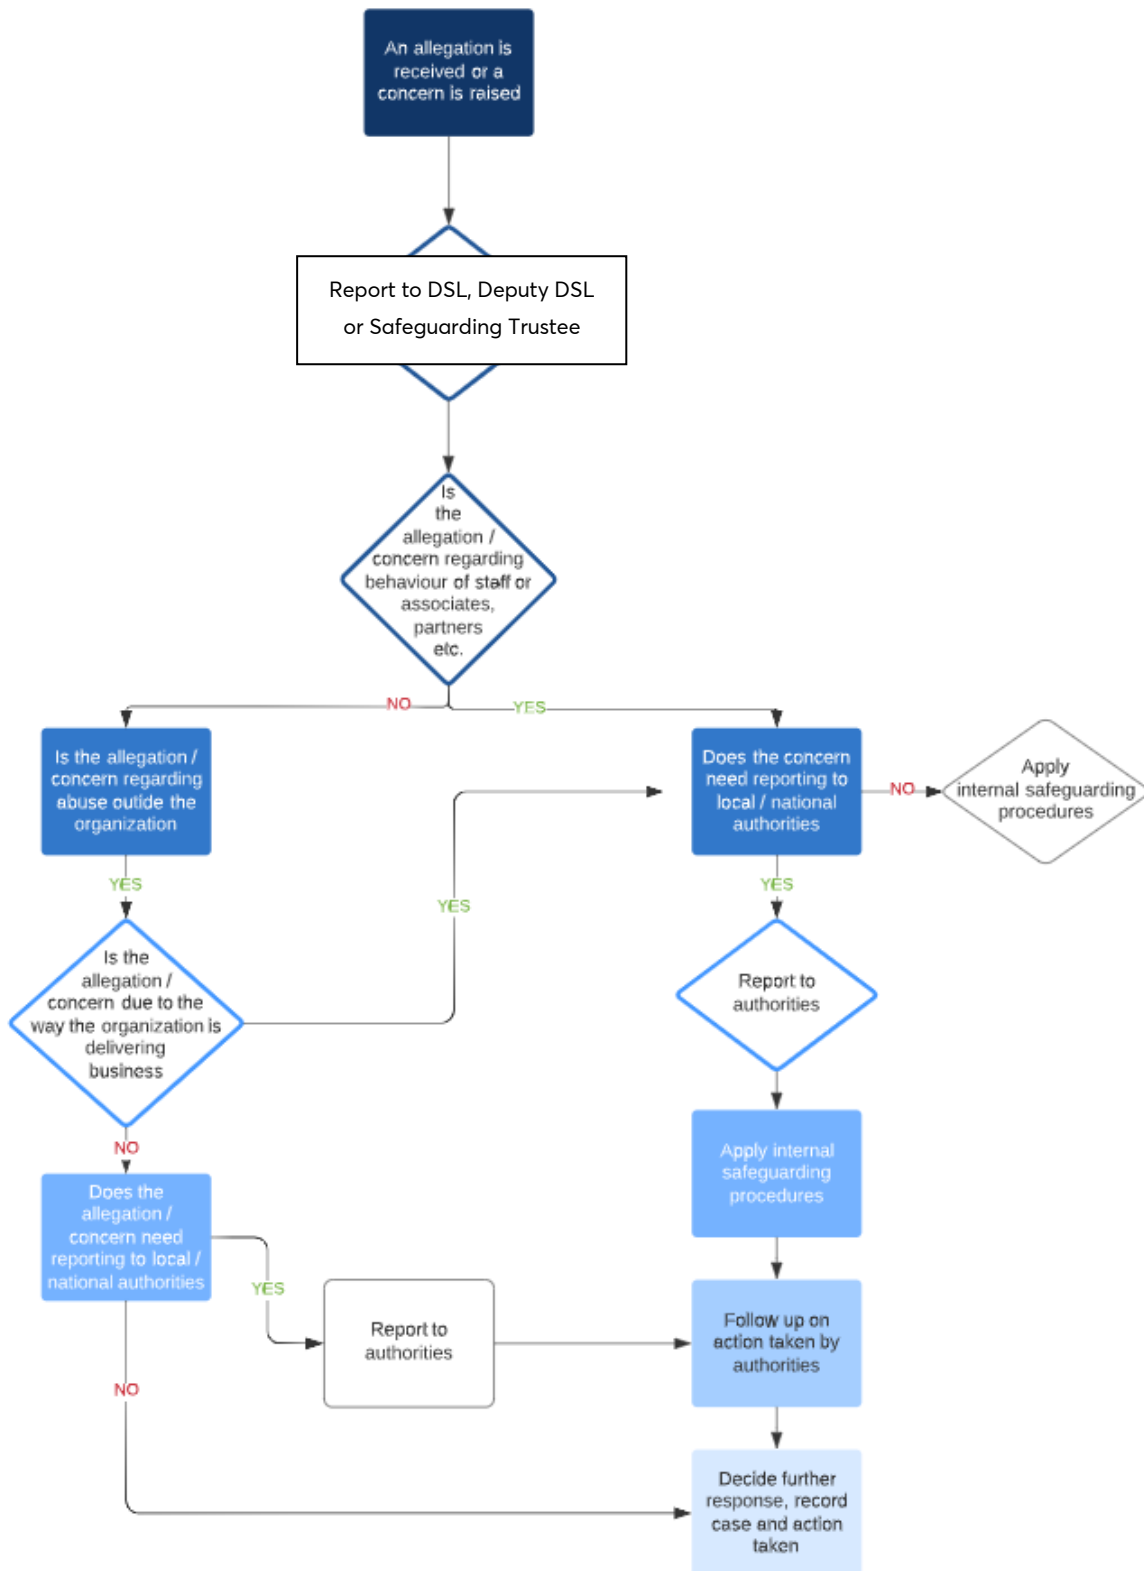 An allegation is
received or a
concern is raised
Report to DSL, Deputy DSL
or Safeguarding Trustee
Is
the
allegation /
concern regarding
behaviour of staff or
associates,
partners
etc.
NO
YES
Is the allegation /
concern regarding
abuse outide the
organization
Does the concern
need reporting to
local / national
authorities
NO
Apply
internal safeguarding
procedures
YES
YES
YES
Is the
allegation /
concern due to the
way the organization is
delivering
business
Report to
authorities
NO
Apply internal
safeguarding
procedures
Does the
allegation /
concern need
reporting to local /
national authorities
YES
Report to
authorities
Follow up on
action taken by
authorities
NO
Decide further
response, record
case and action
taken